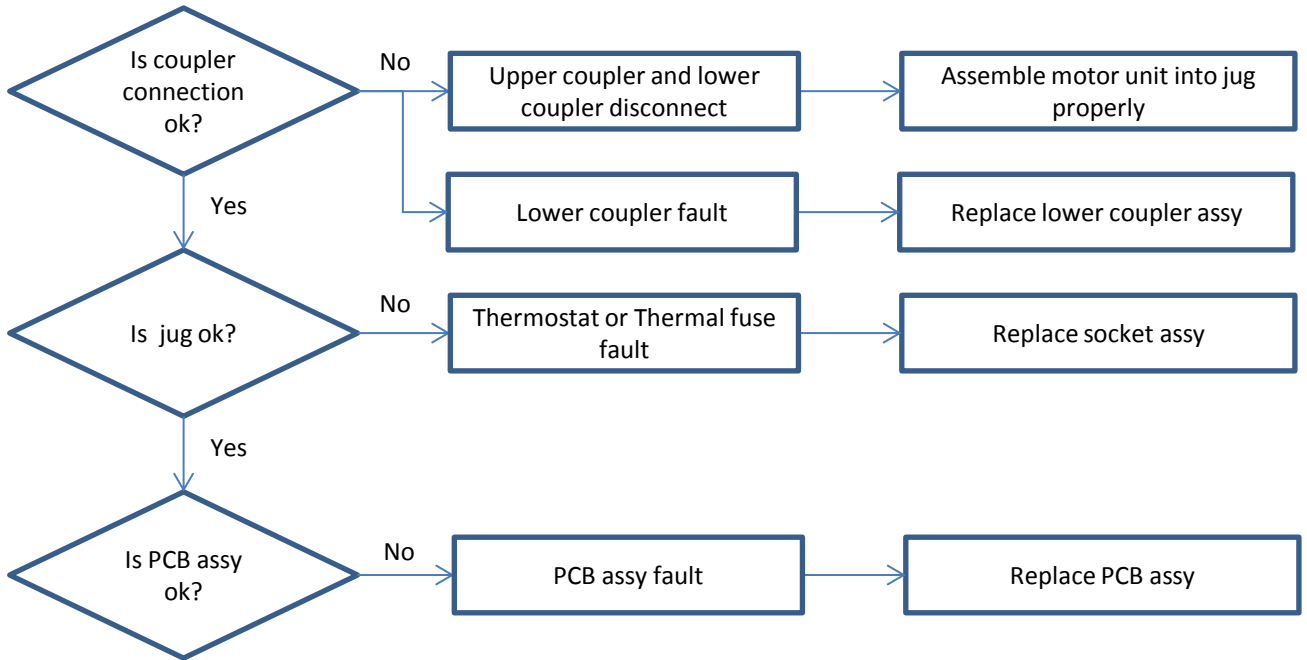 Is coupler
connection
ok?
No
Upper coupler and lower
coupler disconnect
Assemble motor unit into jug
properly
Yes
Lower coupler fault
Replace lower coupler assy
Is jug ok?
No
Thermostat or Thermal fuse
fault
Replace socket assy
Yes
Is PCB assy
ok?
No
PCB assy fault
Replace PCB assy